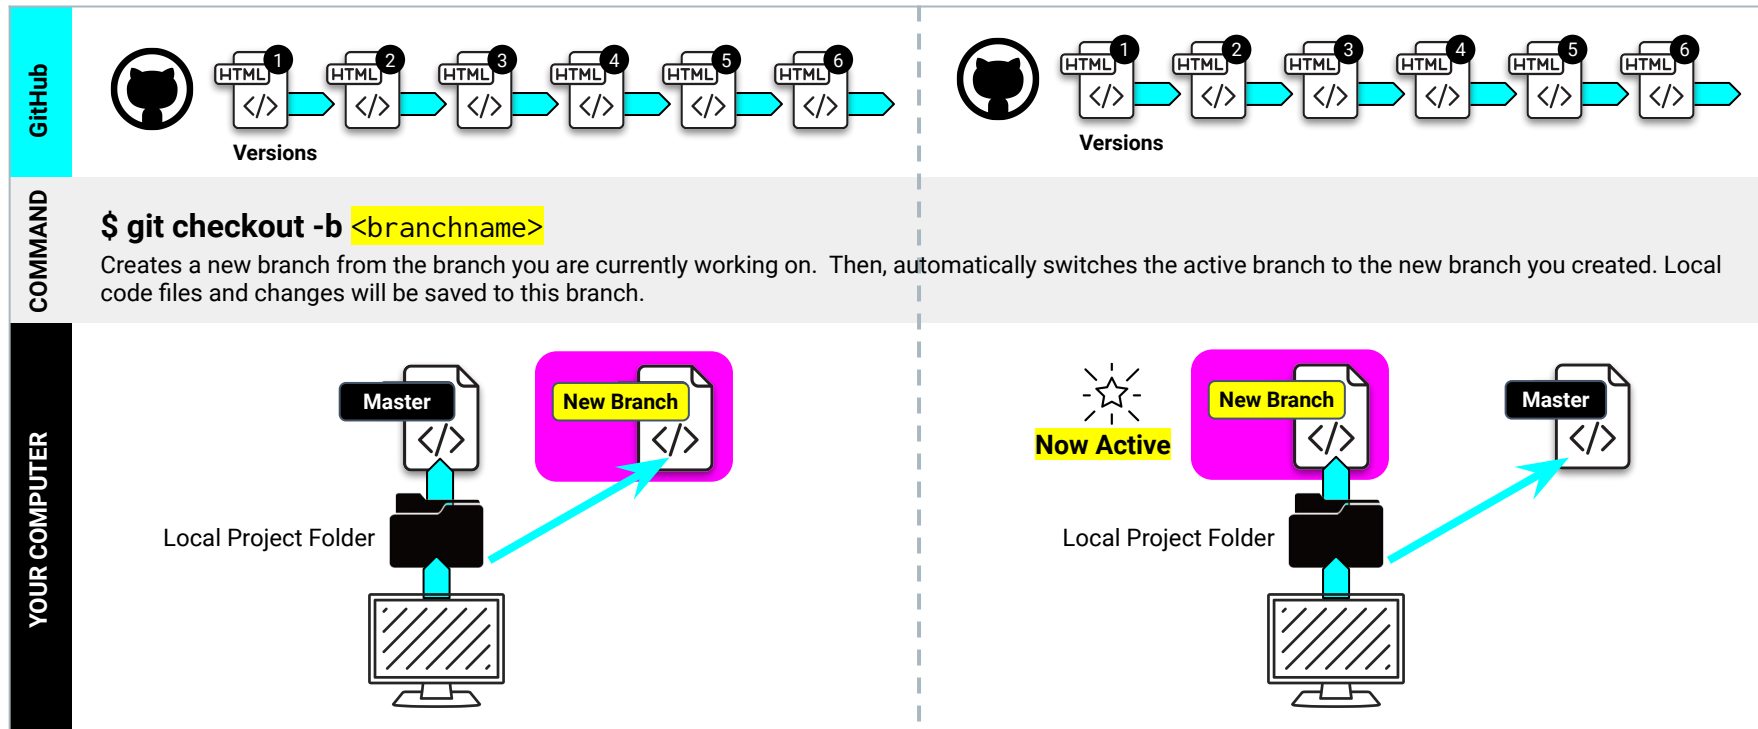 GitHub
HTML 1
HTML 2
HTML 3
HTML 4
HTML 5
HTML 6
</>
</>
</>
</>
</>
</>
Versions
HTML 1
HTML 2
HTML 3
HTML 4
HTML 5
HTML 6
</>
</>
</>
</>
</>
</>
Versions
COMMAND
$ git checkout -b <branchname>
Creates a new branch from the branch you are currently working on.  Then, automatically switches the active branch to the new branch you created. Local
code files and changes will be saved to this branch.
YOUR COMPUTER
Master
</>
New Branch
</>
Local Project Folder
Now Active
New Branch
</>
Master
</>
Local Project Folder